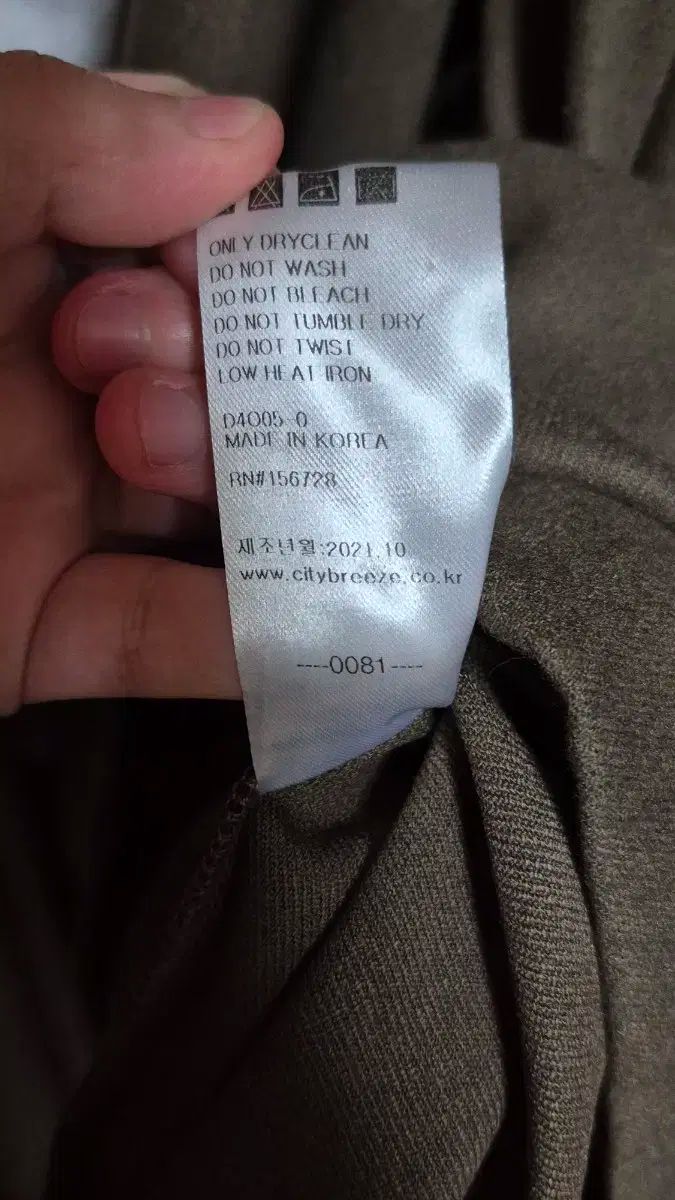 ONLY DRYCLEAN
DO NOT WASH
DO NOT BLEACH
DO NOT TUMBLE DRY
DO NOT TWIST
LOW HEAT IRON
D4O05-0
MADE IN KOREA
RN#156728
제조년월:2021.10
www.citybreeze.co.kr
----0081----